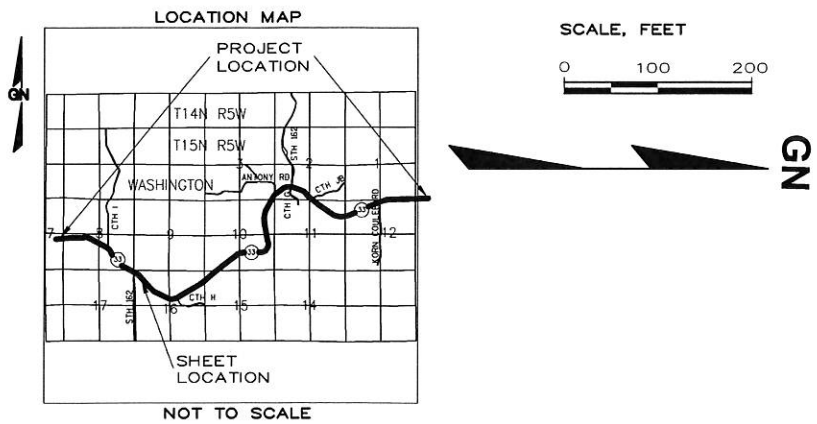 LOCATION MAP
PROJECT
LOCATION
GN
T14N R5W
T15N R5W
STH 162
3
2
1
ANTONY RD
WASHINGTON
CTH JB
CTH G
CTH I
33
KORN COULEE RD
7
8
9
10
11
12
33
33
17
16
15
14
STH 162
CTH H
SHEET
LOCATION
NOT TO SCALE
SCALE, FEET
0 100 200
GN